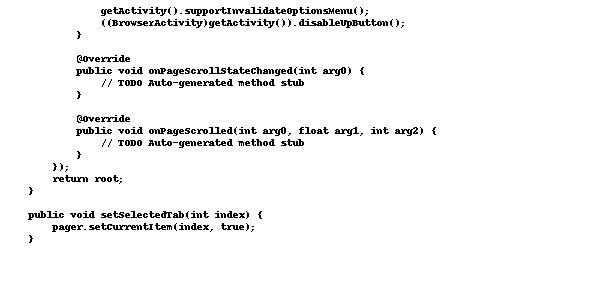 getActivity().supportInvalidateOptionsMenu();
((BrowserActivity)getActivity()).disableUpButton();
}
@Override
public void onPageScrollStateChanged(int arg0) {
// TODO Auto-generated method stub
}
@Override
public void onPageScrolled(int arg0, float arg1, int arg2) {
// TODO Auto-generated method stub
}
});
return root;
}
public void setSelectedTab(int index) {
pager.setCurrentItem(index, true);
}